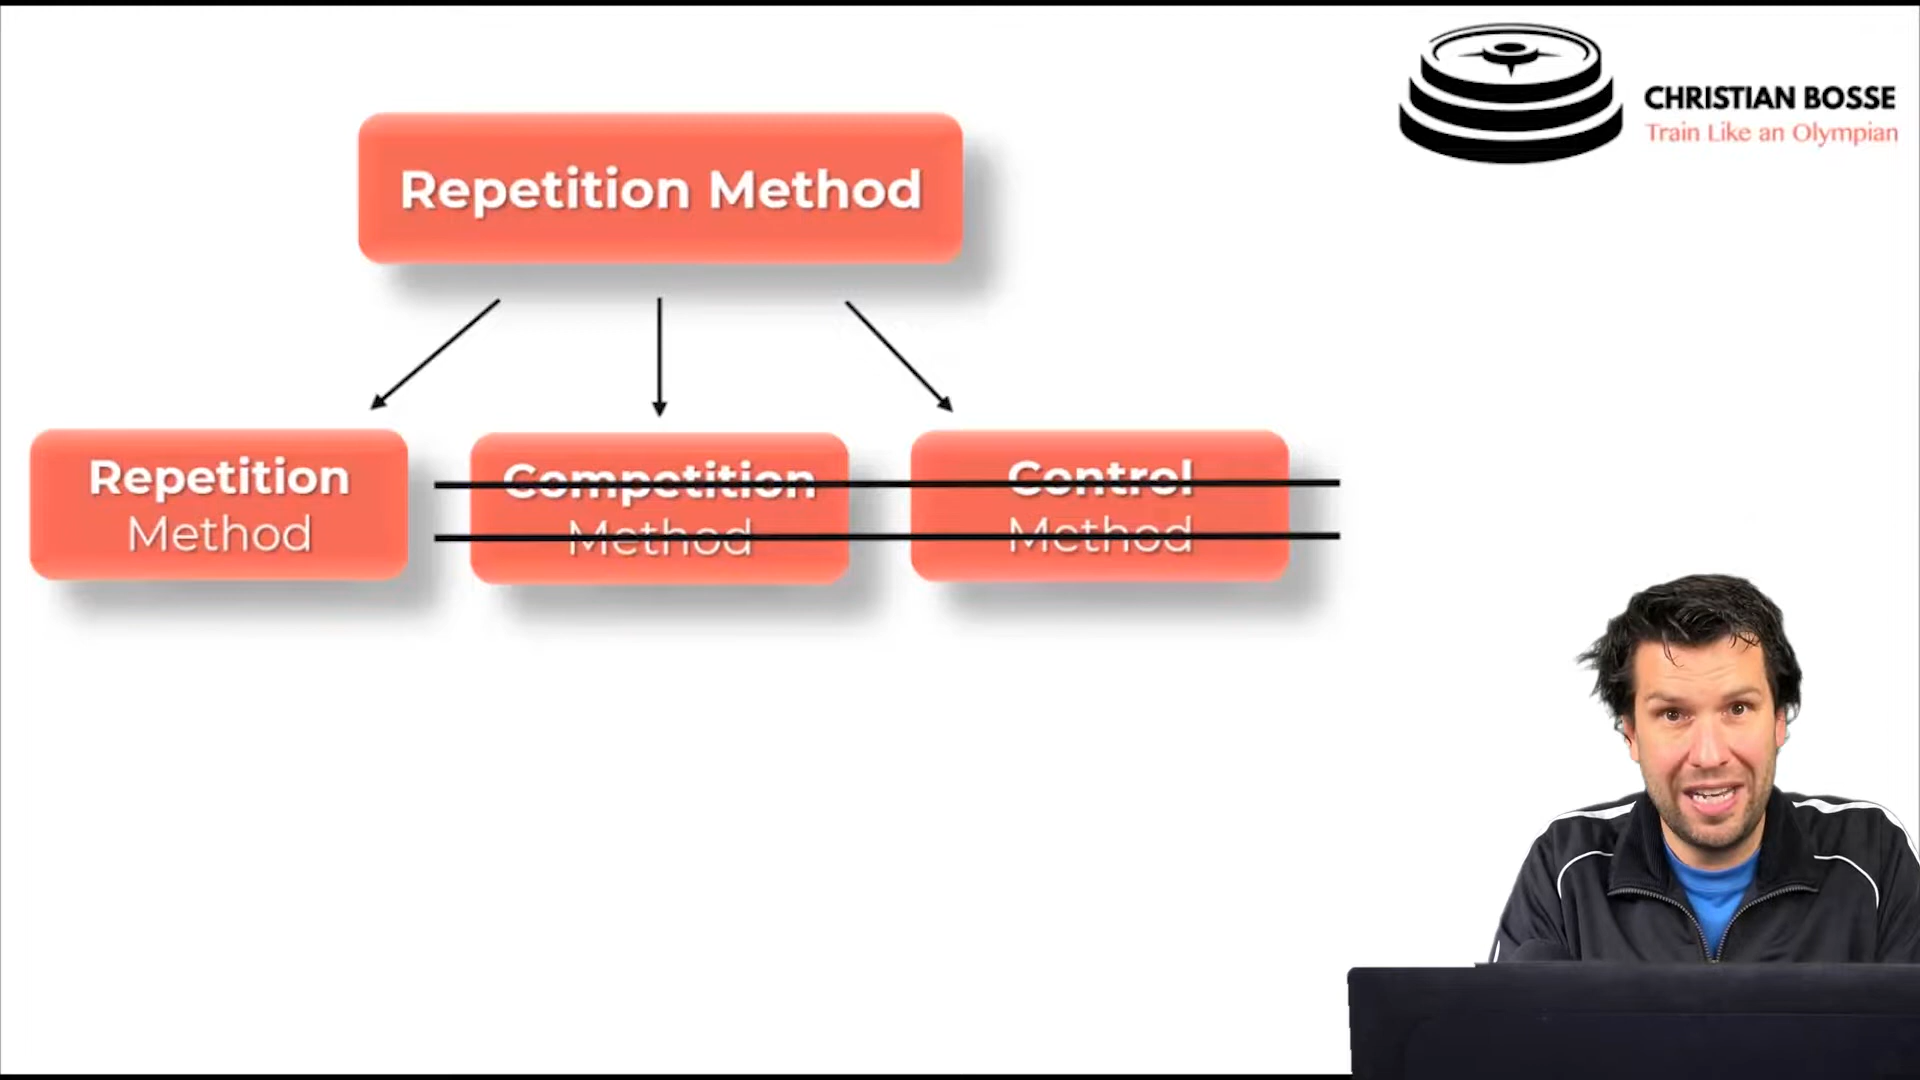 CHRISTIAN BOSSE
Train Like an Olympian
Repetition Method
Repetition
Method
Competition
Method
Control
Method